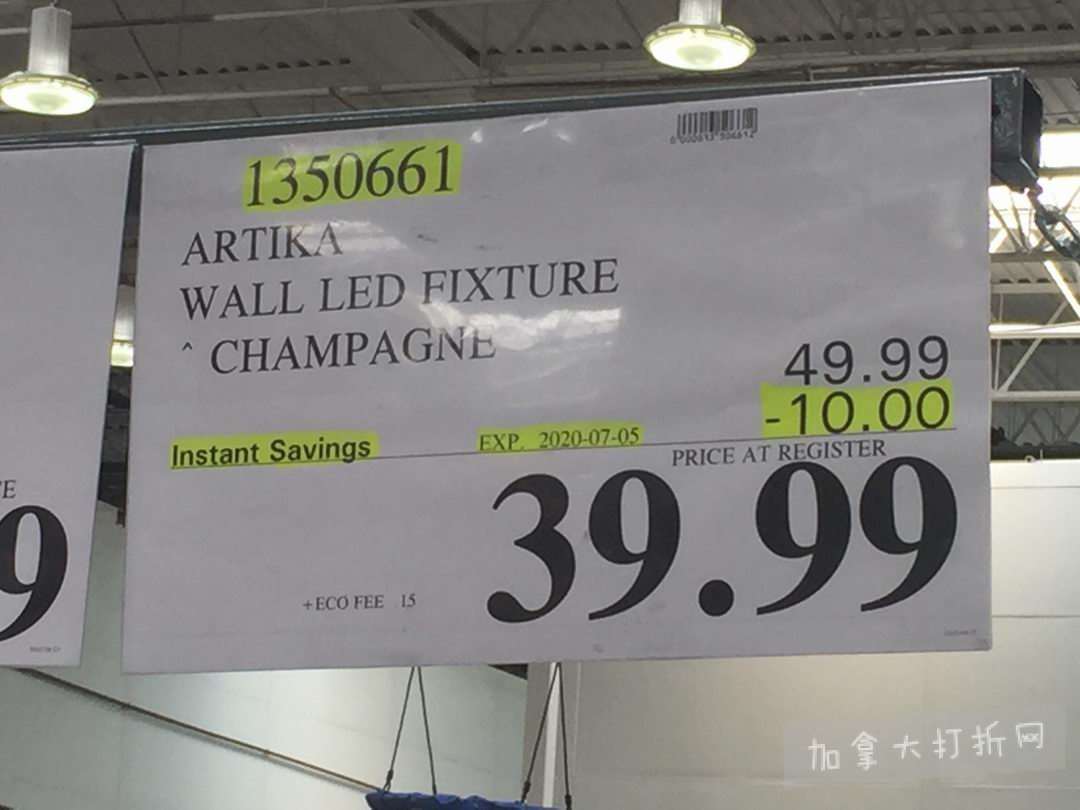 1350661
ARTIKA
WALL LED FIXTURE
^ CHAMPAGNE
49.99
-10.00
Instant Savings
EXP. 2020-07-05
PRICE AT REGISTER
39.99
+ECO FEE 15
9
加拿大打折网